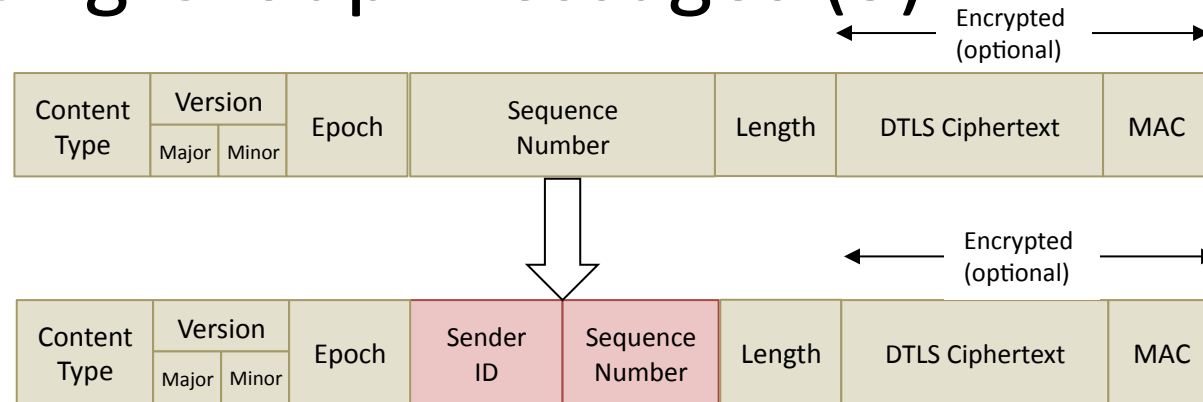 Encrypted
(optional)
Content
Type
Version
Major Minor
Epoch
Sequence
Number
Length
DTLS Ciphertext
MAC
Encrypted
(optional)
Content
Type
Version
Major Minor
Epoch
Sender
ID
Sequence
Number
Length
DTLS Ciphertext
MAC